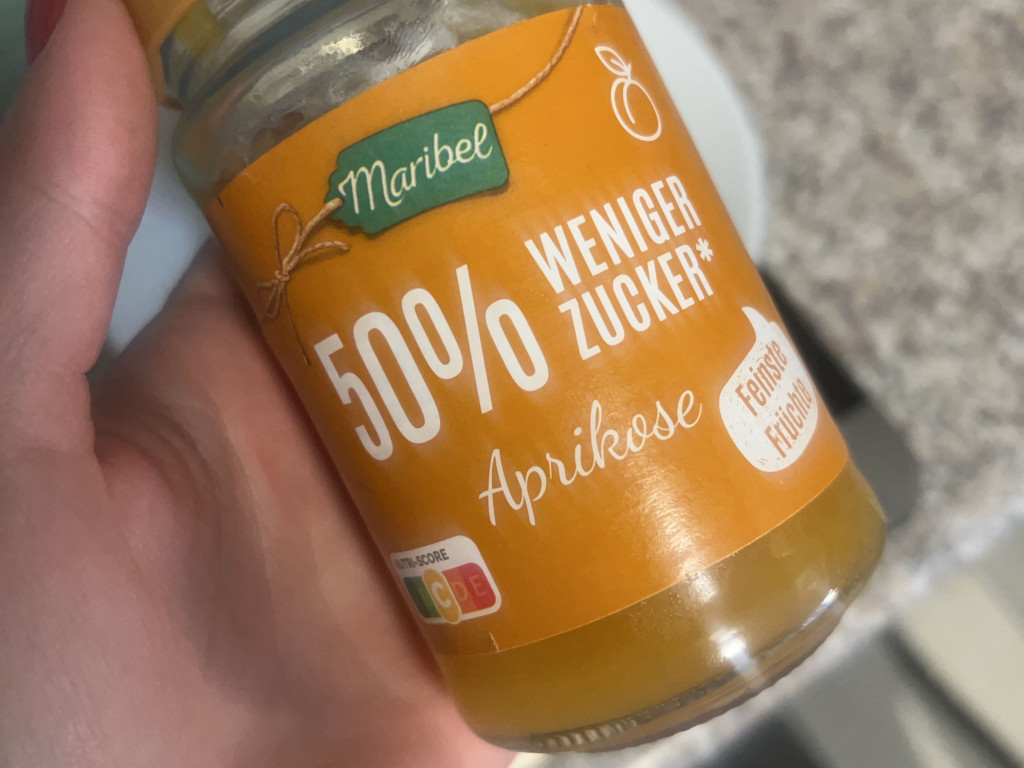 Maribel
50% WENIGER
ZUCKER*
Aprikose
Feinste
Früchte
NUTRI-SCORE
C D E